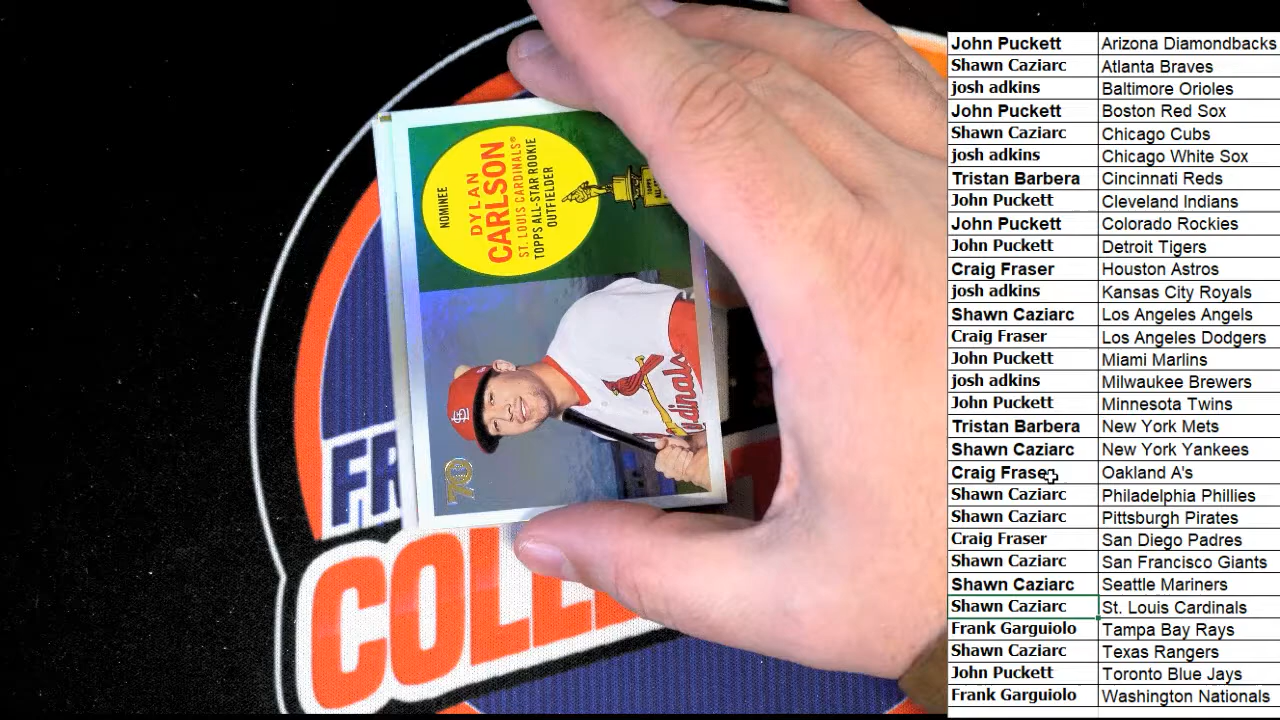 NOMINEE
DYLAN
CARLSON
ST. LOUIS CARDINALS®
TOPPS ALL-STAR ROOKIE
OUTFIELDER
70
StL
rdinals
FR
COLLE
John Puckett Arizona Diamondbacks
Shawn Caziarc Atlanta Braves
josh adkins Baltimore Orioles
John Puckett Boston Red Sox
Shawn Caziarc Chicago Cubs
josh adkins Chicago White Sox
Tristan Barbera Cincinnati Reds
John Puckett Cleveland Indians
John Puckett Colorado Rockies
John Puckett Detroit Tigers
Craig Fraser Houston Astros
josh adkins Kansas City Royals
Shawn Caziarc Los Angeles Angels
Craig Fraser Los Angeles Dodgers
John Puckett Miami Marlins
josh adkins Milwaukee Brewers
John Puckett Minnesota Twins
Tristan Barbera New York Mets
Shawn Caziarc New York Yankees
Craig Fraser Oakland A's
Shawn Caziarc Philadelphia Phillies
Shawn Caziarc Pittsburgh Pirates
Craig Fraser San Diego Padres
Shawn Caziarc San Francisco Giants
Shawn Caziarc Seattle Mariners
Shawn Caziarc St. Louis Cardinals
Frank Garguiolo Tampa Bay Rays
Shawn Caziarc Texas Rangers
John Puckett Toronto Blue Jays
Frank Garguiolo Washington Nationals